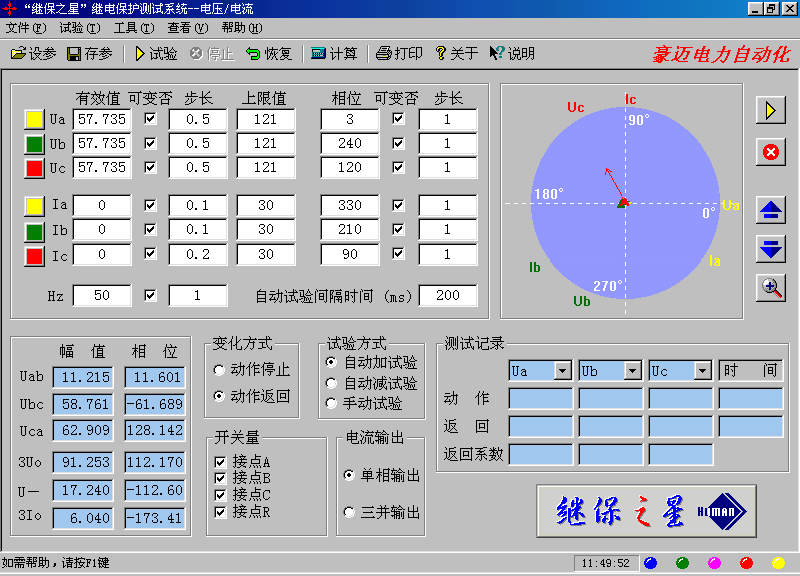 “继保之星”继电保护测试系统--电压/电流
文件(F) 试验(T) 工具(T) 查看(V) 帮助(H)
设参 存参 试验 停止 恢复 计算 打印 关于 说明 豪迈电力自动化
有效值 可变否 步长 上限值 相位 可变否 步长
Ua 57.735 0.5 121 3 1
Ub 57.735 0.5 121 240 1
Uc 57.735 0.5 121 120 1
Ia 0 0.1 30 330 1
Ib 0 0.1 30 210 1
Ic 0 0.2 30 90 1
Hz 50 1 自动试验间隔时间 (ms) 200
Uc Ic
90°
180° 0° Ua
Ib Ia
270°
Ub
幅 值 相 位
Uab 11.215 11.601
Ubc 58.761 -61.689
Uca 62.909 128.142
3Uo 91.253 112.170
U— 17.240 -112.60
3Io 6.040 -173.41
变化方式
动作停止
动作返回
试验方式
自动加试验
自动减试验
手动试验
开关量
接点A
接点B
接点C
接点R
电流输出
单相输出
三并输出
测试记录
Ua Ub Uc 时 间
动 作
返 回
返回系数
继保之星 HIMAN
如需帮助，请按F1键 11:49:52